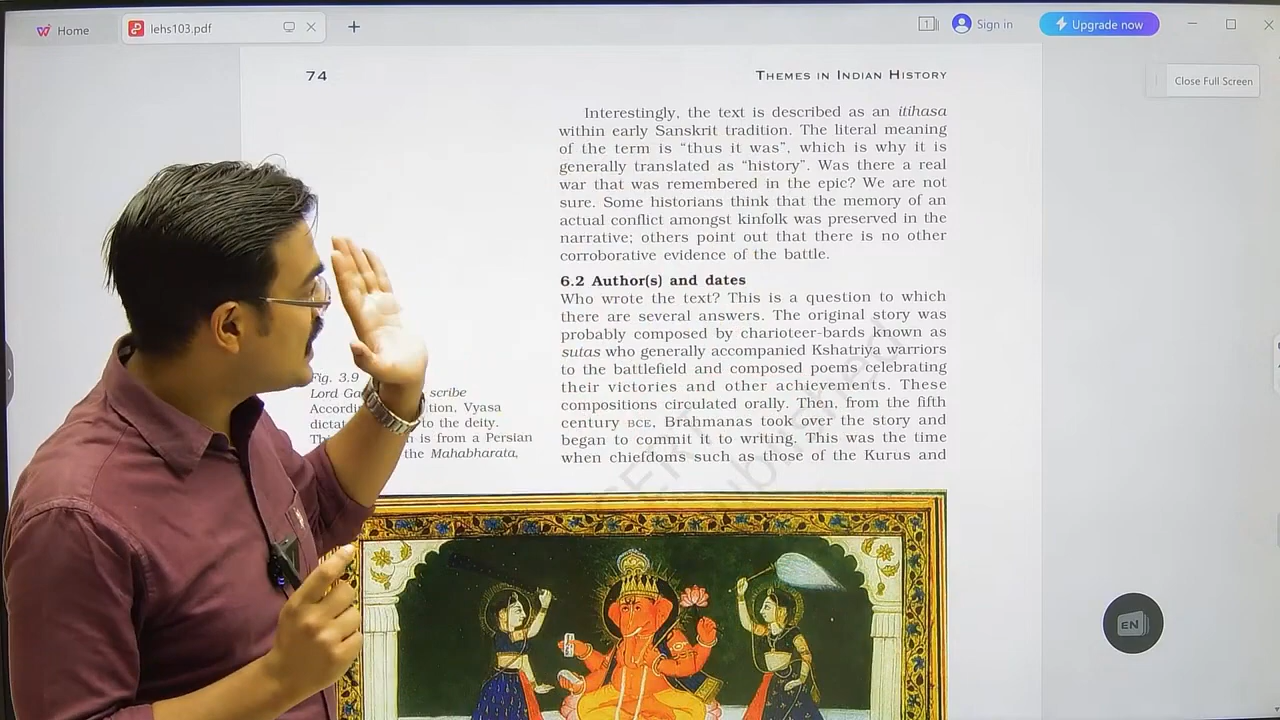 Home
lehs103.pdf
1
Sign in
Upgrade now
Close Full Screen
74
THEMES IN INDIAN HISTORY
Interestingly, the text is described as an itihasa
within early Sanskrit tradition. The literal meaning
of the term is “thus it was”, which is why it is
generally translated as “history”. Was there a real
war that was remembered in the epic? We are not
sure. Some historians think that the memory of an
actual conflict amongst kinfolk was preserved in the
narrative; others point out that there is no other
corroborative evidence of the battle.
6.2 Author(s) and dates
Who wrote the text? This is a question to which
there are several answers. The original story was
probably composed by charioteer-bards known as
sutas who generally accompanied Kshatriya warriors
to the battlefield and composed poems celebrating
their victories and other achievements. These
compositions circulated orally. Then, from the fifth
century BCE, Brahmanas took over the story and
began to commit it to writing. This was the time
when chiefdoms such as those of the Kurus and
Fig. 3.9
Lord scribe
Vyasa
to the deity.
is from a Persian
the Mahabharata,
EN